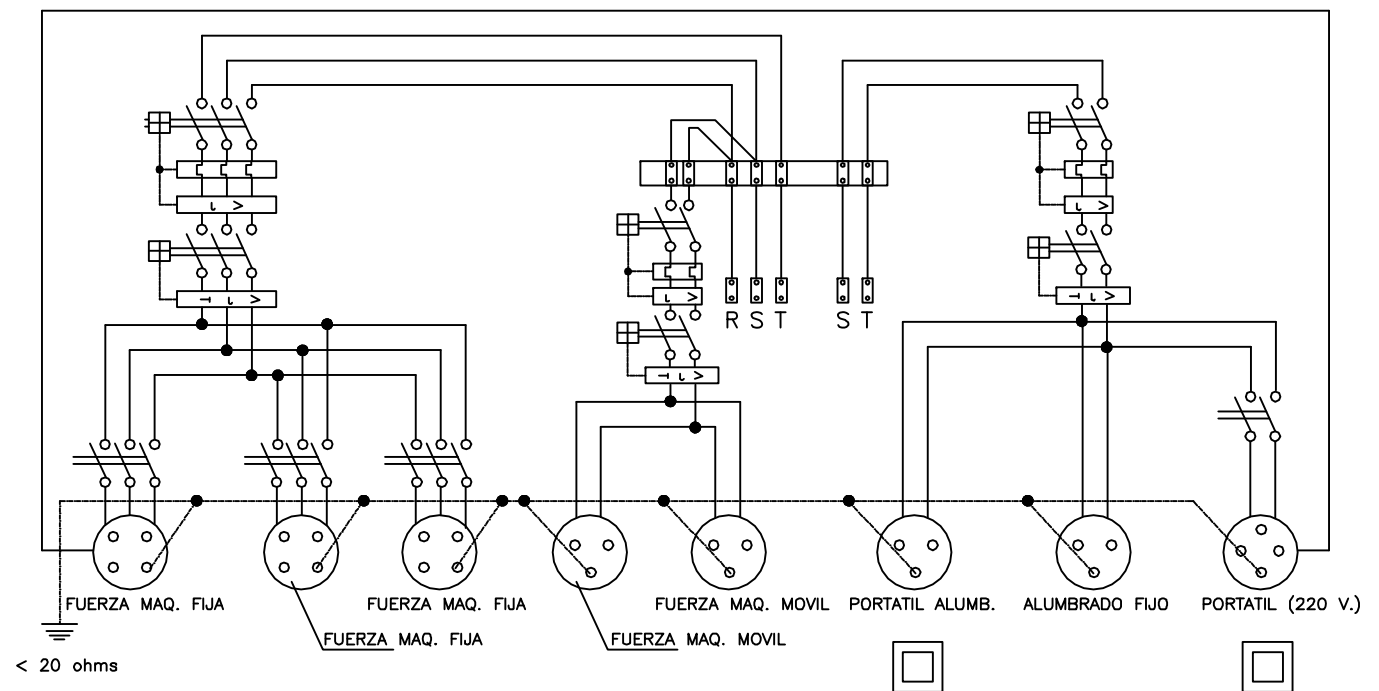 R S T S T
FUERZA MAQ. FIJA
FUERZA MAQ. FIJA
FUERZA MAQ. MOVIL
PORTATIL ALUMB.
ALUMBRADO FIJO
PORTATIL (220 V.)
FUERZA MAQ. FIJA
FUERZA MAQ. MOVIL
< 20 ohms